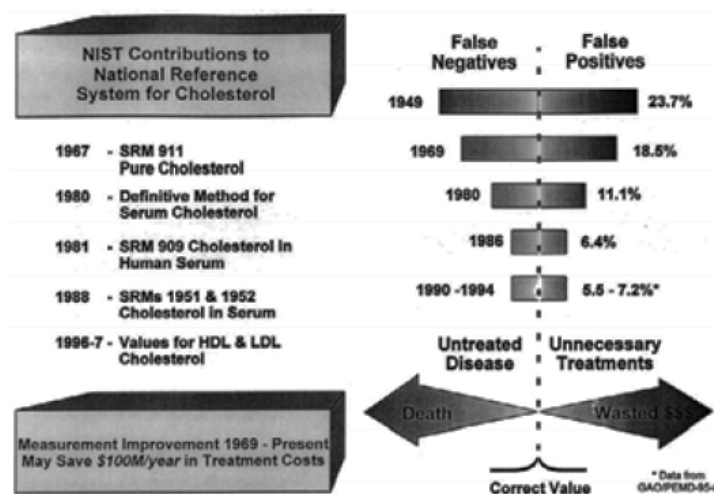 NIST Contributions to
National Reference
System for Cholesterol
1967 - SRM 911
Pure Cholesterol
1980 - Definitive Method for
Serum Cholesterol
1981 - SRM 909 Cholesterol in
Human Serum
1988 - SRMs 1951 & 1952
Cholesterol in Serum
1996-7 - Values for HDL & LDL
Cholesterol
Measurement Improvement 1969 - Present
May Save $100M/year in Treatment Costs
False
Negatives
False
Positives
1949 23.7%
1969 18.5%
1980 11.1%
1986 6.4%
1990 -1994 5.5 - 7.2%*
Untreated
Disease
Unnecessary
Treatments
Death
Wasted $$$
Correct Value
* Data from
GAO/PEMD-95-